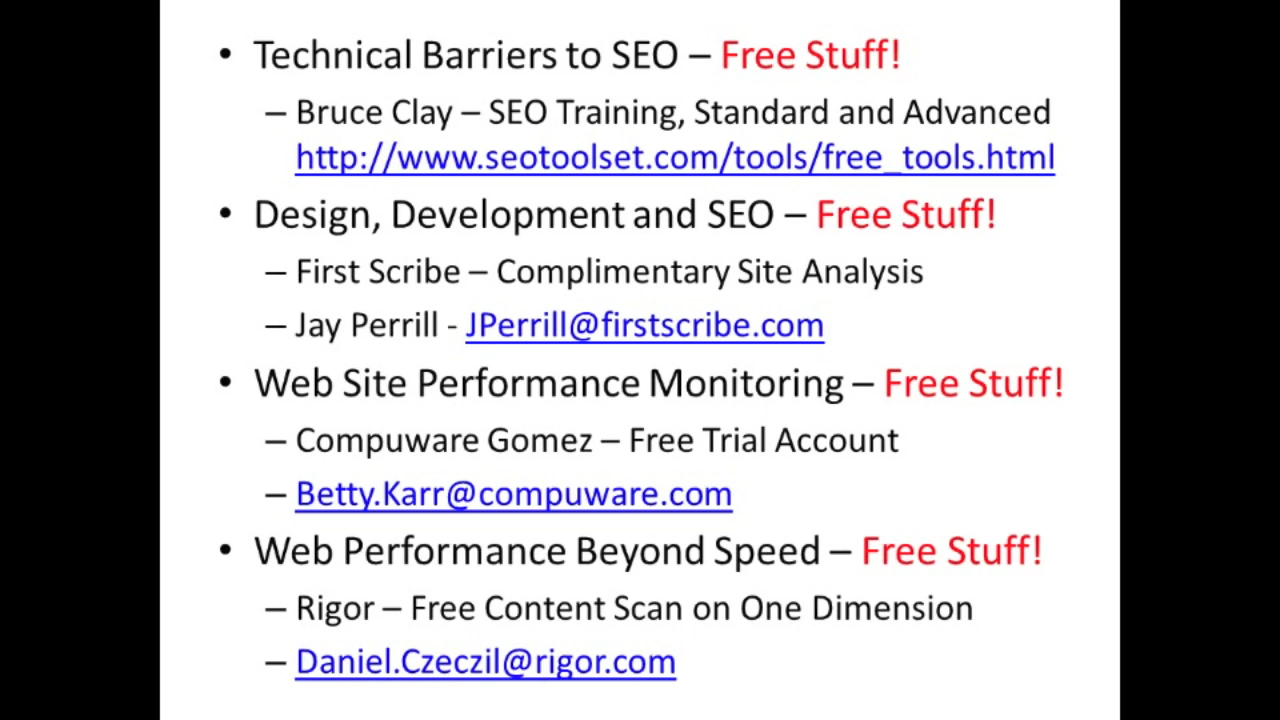 • Technical Barriers to SEO – Free Stuff!
– Bruce Clay – SEO Training, Standard and Advanced
http://www.seotoolset.com/tools/free_tools.html
• Design, Development and SEO – Free Stuff!
– First Scribe – Complimentary Site Analysis
– Jay Perrill - JPerrill@firstscribe.com
• Web Site Performance Monitoring – Free Stuff!
– Compuware Gomez – Free Trial Account
– Betty.Karr@compuware.com
• Web Performance Beyond Speed – Free Stuff!
– Rigor – Free Content Scan on One Dimension
– Daniel.Czeczil@rigor.com